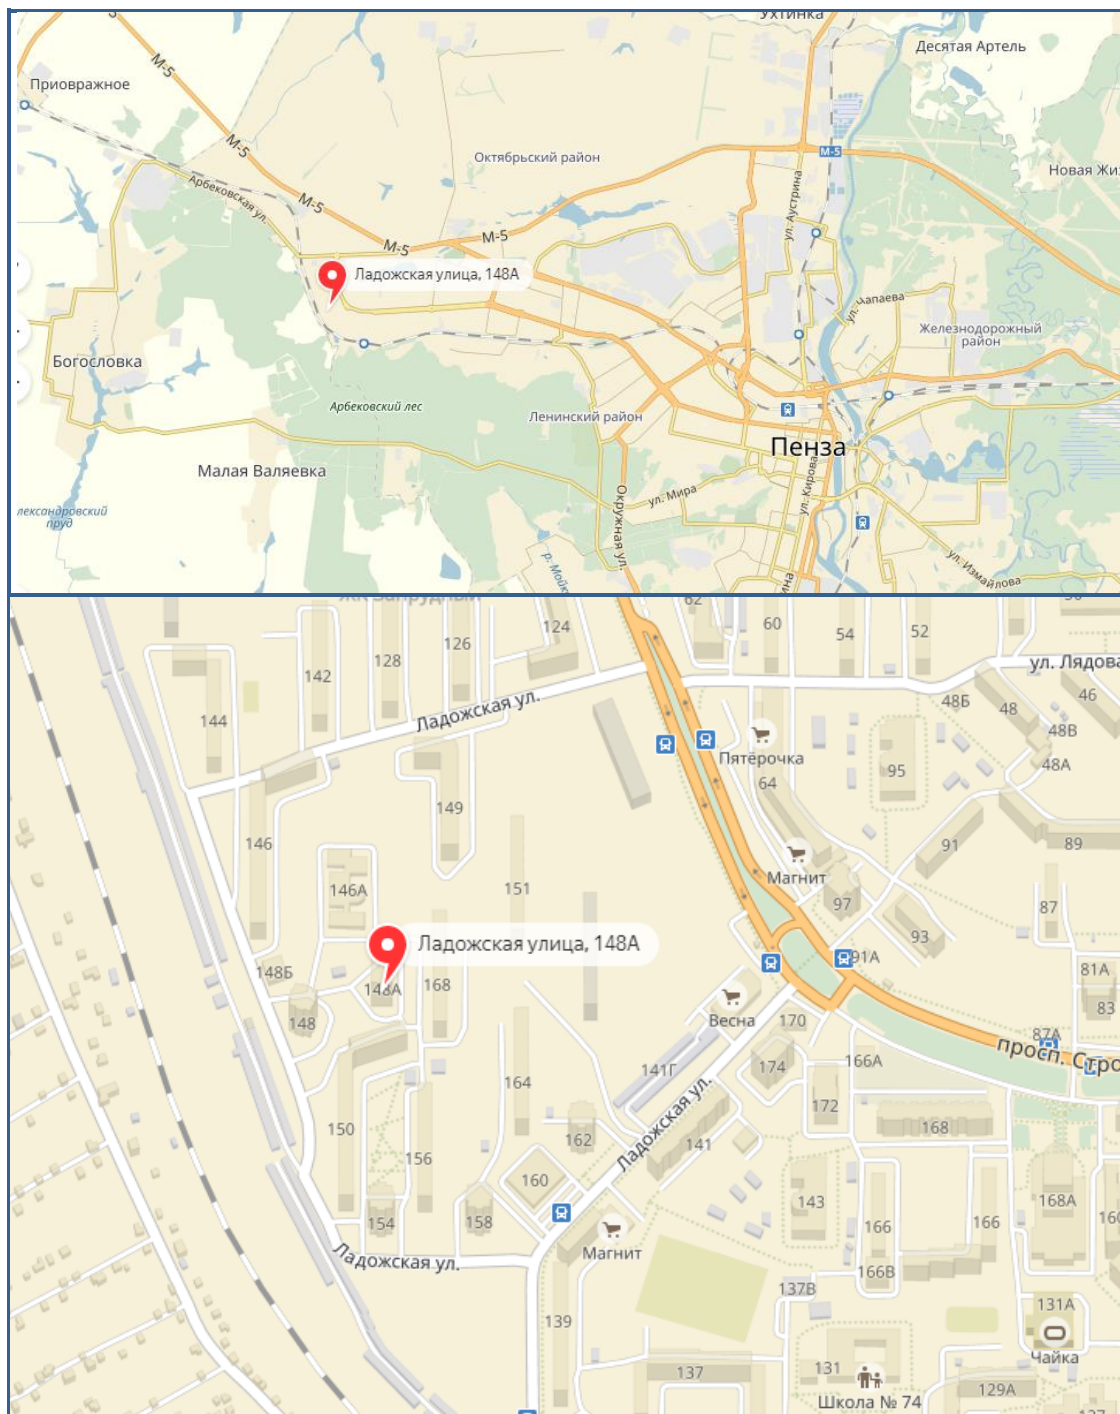 Ухтинка
Десятая Артель
М-5
Приовражное
М-5
М-5
Октябрьский район
Новая Жиз
Арбековская ул.
М-5
ул. Аустрина
М-5
М-5
Ладожская улица, 148А
ул. Чапаева
Железнодорожный
район
Богословка
Арбековский лес
Ленинский район
Пенза
Малая Валяевка
ул. Мира
ул. Кирова
Окружная ул.
лександровский
пруд
р. Мойк
ул. Измайлова
жк Запрудный
62
124
60
54
52
126
128
142
ул. Лядова
144
Ладожская ул.
48Б
48
46
48В
48А
Пятёрочка
95
64
149
146
91
89
Магнит
151
146А
97
87
93
Ладожская улица, 148А
91А
148Б
168
148А
81А
83
148
Весна
170
87А
просп. Стро
141Г
174
166А
164
172
150
162
Ладожская ул.
141
168
156
160
143
168А
154
158
166
166
Магнит
Ладожская ул.
166В
137В
131А
139
Чайка
137
131
129А
Школа № 74